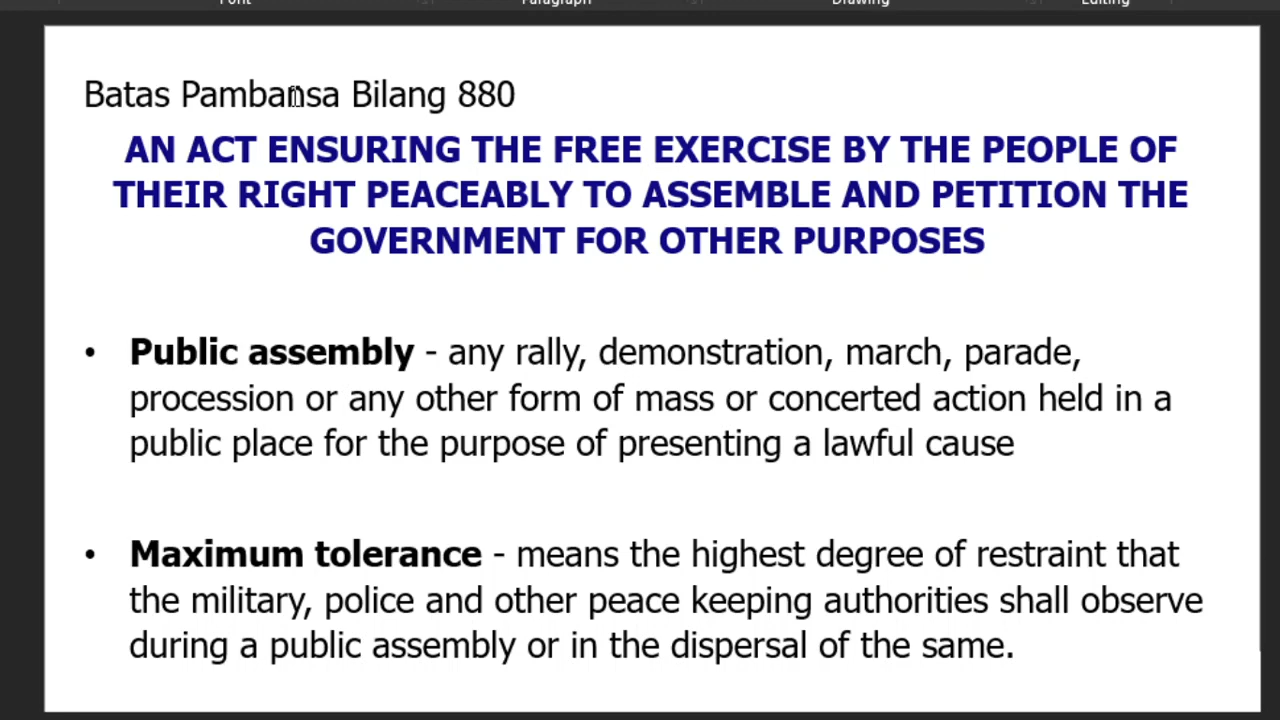 Font Paragraph Drawing Editing
Batas Pambansa Bilang 880
AN ACT ENSURING THE FREE EXERCISE BY THE PEOPLE OF
THEIR RIGHT PEACEABLY TO ASSEMBLE AND PETITION THE
GOVERNMENT FOR OTHER PURPOSES
• Public assembly - any rally, demonstration, march, parade,
procession or any other form of mass or concerted action held in a
public place for the purpose of presenting a lawful cause
• Maximum tolerance - means the highest degree of restraint that
the military, police and other peace keeping authorities shall observe
during a public assembly or in the dispersal of the same.